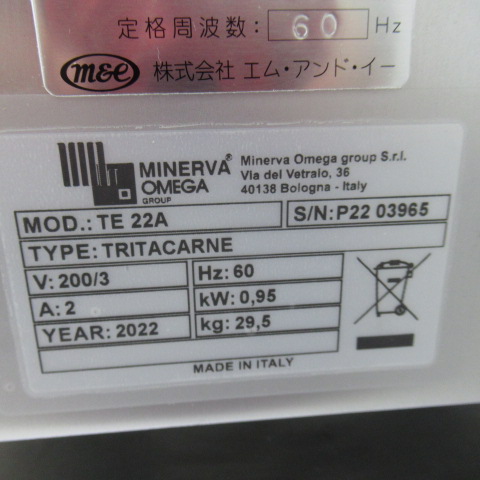 定格周波数: 60 Hz
m&e 株式会社 エム・アンド・イー
MINERVA®
OMEGA
GROUP
Minerva Omega group S.r.l.
Via del Vetraio, 36
40138 Bologna - Italy
MOD.: TE 22A
S/N: P22 03965
TYPE: TRITACARNE
V: 200/3
Hz: 60
A: 2
kW: 0,95
YEAR: 2022
kg: 29,5
MADE IN ITALY